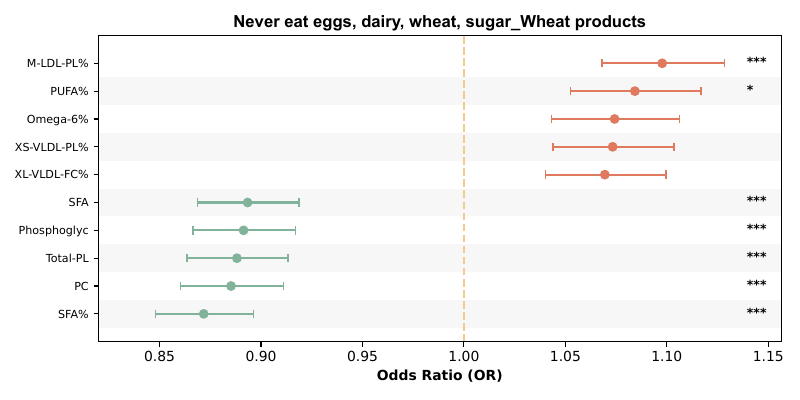 Never eat eggs, dairy, wheat, sugar_Wheat products
M-LDL-PL% ***
PUFA% *
Omega-6%
XS-VLDL-PL%
XL-VLDL-FC%
SFA ***
Phosphoglyc ***
Total-PL ***
PC ***
SFA% ***
0.85 0.90 0.95 1.00 1.05 1.10 1.15
Odds Ratio (OR)